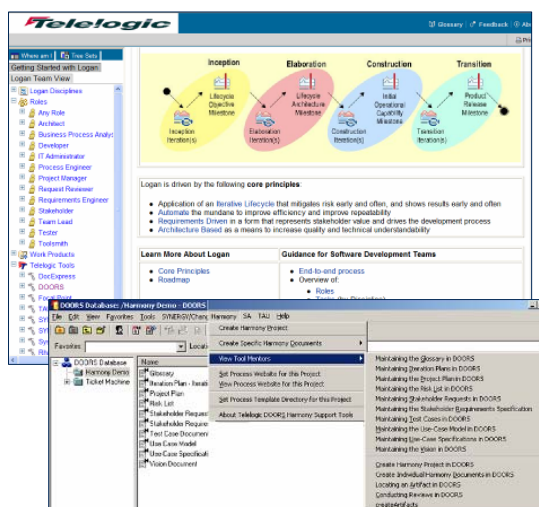 Telelogic
Glossary
Feedback
Where am I
Tree Sets
Getting Started with Logan
Logan Team View
Logan Disciplines
Roles
Any Role
Architect
Business Process Analys
Developer
IT Administrator
Process Engineer
Project Manager
Request Reviewer
Requirements Engineer
Stakeholder
Team Lead
Tester
Toolsmith
Work Products
Telelogic Tools
DocExpress
DOORS
Focal Point
Inception
Elaboration
Construction
Transition
Lifecycle Objective Milestone
Lifecycle Architecture Milestone
Initial Operational Capability Milestone
Product Release Milestone
Inception Iteration(s)
Elaboration Iteration(s)
Construction Iteration(s)
Transition Iteration(s)
Logan is driven by the following core principles:
Application of an Iterative Lifecycle that mitigates risk early and often, and shows results early and often
Automate the mundane to improve efficiency and improve repeatability
Requirements Driven in a form that represents stakeholder value and drives the development process
Architecture Based as a means to increase quality and technical understandability
Learn More About Logan
Core Principles
Roadmap
Guidance for Software Development Teams
End-to-end process
Overview of:
Roles
DOORS Database: /Harmony Demo - DOORS
File Edit View Favorites Tools SYNERGY/Chang Harmony SA TAU Help
Favorites:
Locati
DOORS Database
Harmony Demo
Ticket Machine
Name
Glossary
Iteration Plan - Iterati
Project Plan
Risk List
Stakeholder Request
Stakeholder Require
Test Case Document
Use Case Model
Use Case Specificati
Vision Document
Create Harmony Project
Create Specific Harmony Documents
View Tool Mentors
Set Process Website for this Project
View Process Website for this Project
Set Process Template Directory for this Project
About Telelogic DOORS Harmony Support Tools
Maintaining the Glossary in DOORS
Maintaining Iteration Plans in DOORS
Maintaining the Project Plan in DOORS
Maintaining the Risk List in DOORS
Maintaining Stakeholder Requests in DOORS
Maintaining the Stakeholder Requirements Specification
Maintaining Test Cases in DOORS
Maintaining the Use-Case Model in DOORS
Maintaining Use-Case Specifications in DOORS
Maintaining the Vision in DOORS
Create Harmony Project in DOORS
Create Individual Harmony Documents in DOORS
Locating an Artifact in DOORS
Conducting Reviews in DOORS
createArtifacts